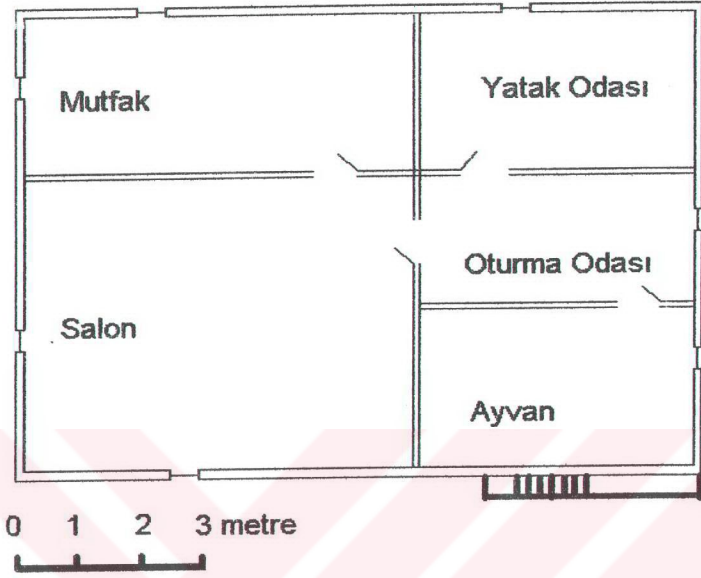 Mutfak
Yatak Odası
Oturma Odası
Salon
Ayvan
0 1 2 3 metre